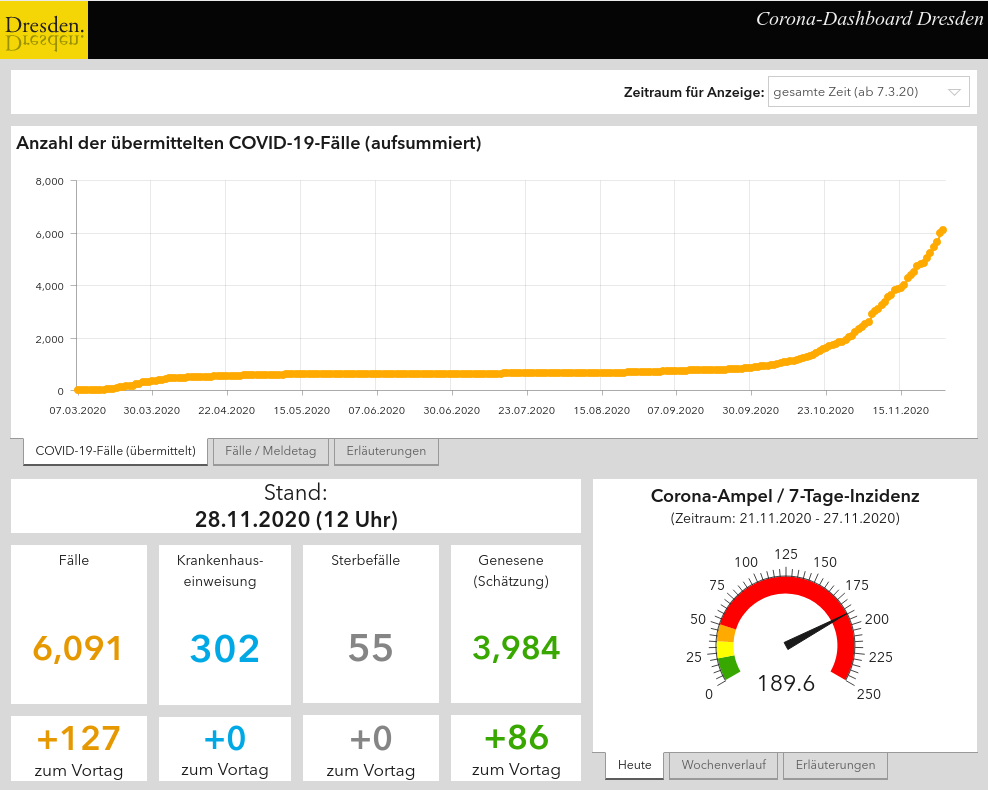 Dresden.
Dresden.
Corona-Dashboard Dresden
Zeitraum für Anzeige: gesamte Zeit (ab 7.3.20)
Anzahl der übermittelten COVID-19-Fälle (aufsummiert)
8,000
6,000
4,000
2,000
0
07.03.2020 30.03.2020 22.04.2020 15.05.2020 07.06.2020 30.06.2020 23.07.2020 15.08.2020 07.09.2020 30.09.2020 23.10.2020 15.11.2020
COVID-19-Fälle (übermittelt) Fälle / Meldetag Erläuterungen
Stand:
28.11.2020 (12 Uhr)
Fälle
6,091
+127
zum Vortag
Krankenhaus-
einweisung
302
+0
zum Vortag
Sterbefälle
55
+0
zum Vortag
Genesene
(Schätzung)
3,984
+86
zum Vortag
Corona-Ampel / 7-Tage-Inzidenz
(Zeitraum: 21.11.2020 - 27.11.2020)
0
25
50
75
100
125
150
175
200
225
250
189.6
Heute Wochenverlauf Erläuterungen